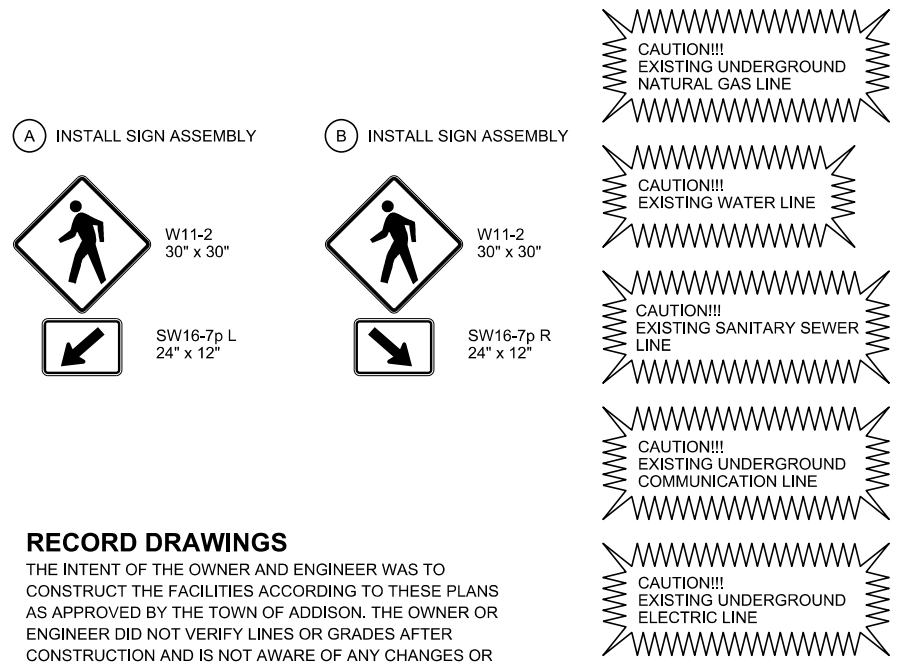 A INSTALL SIGN ASSEMBLY
W11-2
30" x 30"
SW16-7p L
24" x 12"
B INSTALL SIGN ASSEMBLY
W11-2
30" x 30"
SW16-7p R
24" x 12"
CAUTION!!!
EXISTING UNDERGROUND
NATURAL GAS LINE
CAUTION!!!
EXISTING WATER LINE
CAUTION!!!
EXISTING SANITARY SEWER
LINE
CAUTION!!!
EXISTING UNDERGROUND
COMMUNICATION LINE
CAUTION!!!
EXISTING UNDERGROUND
ELECTRIC LINE
RECORD DRAWINGS
THE INTENT OF THE OWNER AND ENGINEER WAS TO
CONSTRUCT THE FACILITIES ACCORDING TO THESE PLANS
AS APPROVED BY THE TOWN OF ADDISON. THE OWNER OR
ENGINEER DID NOT VERIFY LINES OR GRADES AFTER
CONSTRUCTION AND IS NOT AWARE OF ANY CHANGES OR